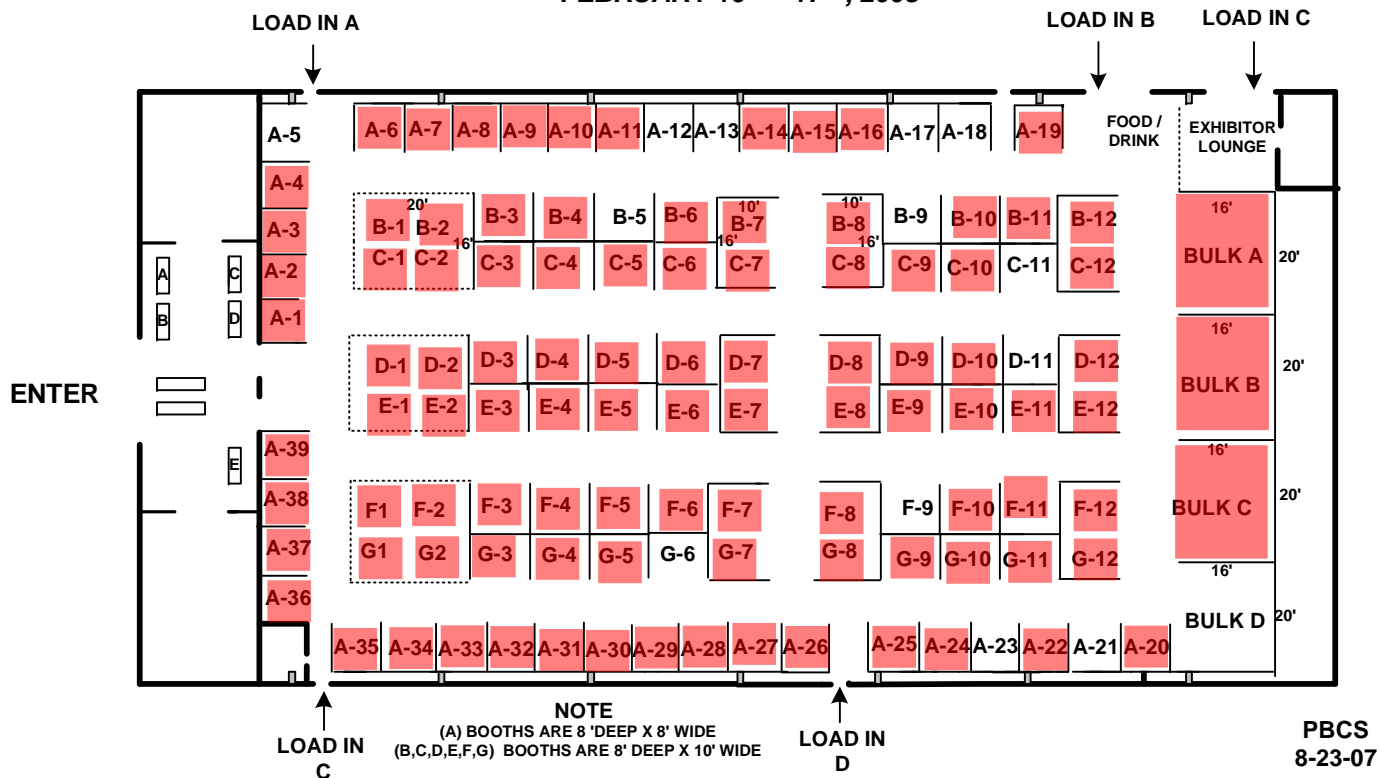 LOAD IN A
LOAD IN B
LOAD IN C
A-5
A-6 A-7 A-8 A-9 A-10 A-11 A-12 A-13 A-14 A-15 A-16 A-17 A-18 A-19
FOOD /
DRINK
EXHIBITOR
LOUNGE
A-4
A-3
A-2
A-1
20'
16'
10'
16'
10'
16'
B-1 B-2 B-3 B-4 B-5 B-6 B-7 B-8 B-9 B-10 B-11 B-12
C-1 C-2 C-3 C-4 C-5 C-6 C-7 C-8 C-9 C-10 C-11 C-12
16'
BULK A
20'
A
B
C
D
ENTER
D-1 D-2 D-3 D-4 D-5 D-6 D-7 D-8 D-9 D-10 D-11 D-12
E-1 E-2 E-3 E-4 E-5 E-6 E-7 E-8 E-9 E-10 E-11 E-12
16'
BULK B
20'
E
A-39
A-38
A-37
A-36
F1 F-2 F-3 F-4 F-5 F-6 F-7 F-8 F-9 F-10 F-11 F-12
G1 G2 G-3 G-4 G-5 G-6 G-7 G-8 G-9 G-10 G-11 G-12
16'
BULK C
20'
16'
BULK D
20'
A-35 A-34 A-33 A-32 A-31 A-30 A-29 A-28 A-27 A-26 A-25 A-24 A-23 A-22 A-21 A-20
LOAD IN
C
NOTE
(A) BOOTHS ARE 8 'DEEP X 8' WIDE
(B,C,D,E,F,G) BOOTHS ARE 8' DEEP X 10' WIDE
LOAD IN
D
PBCS
8-23-07